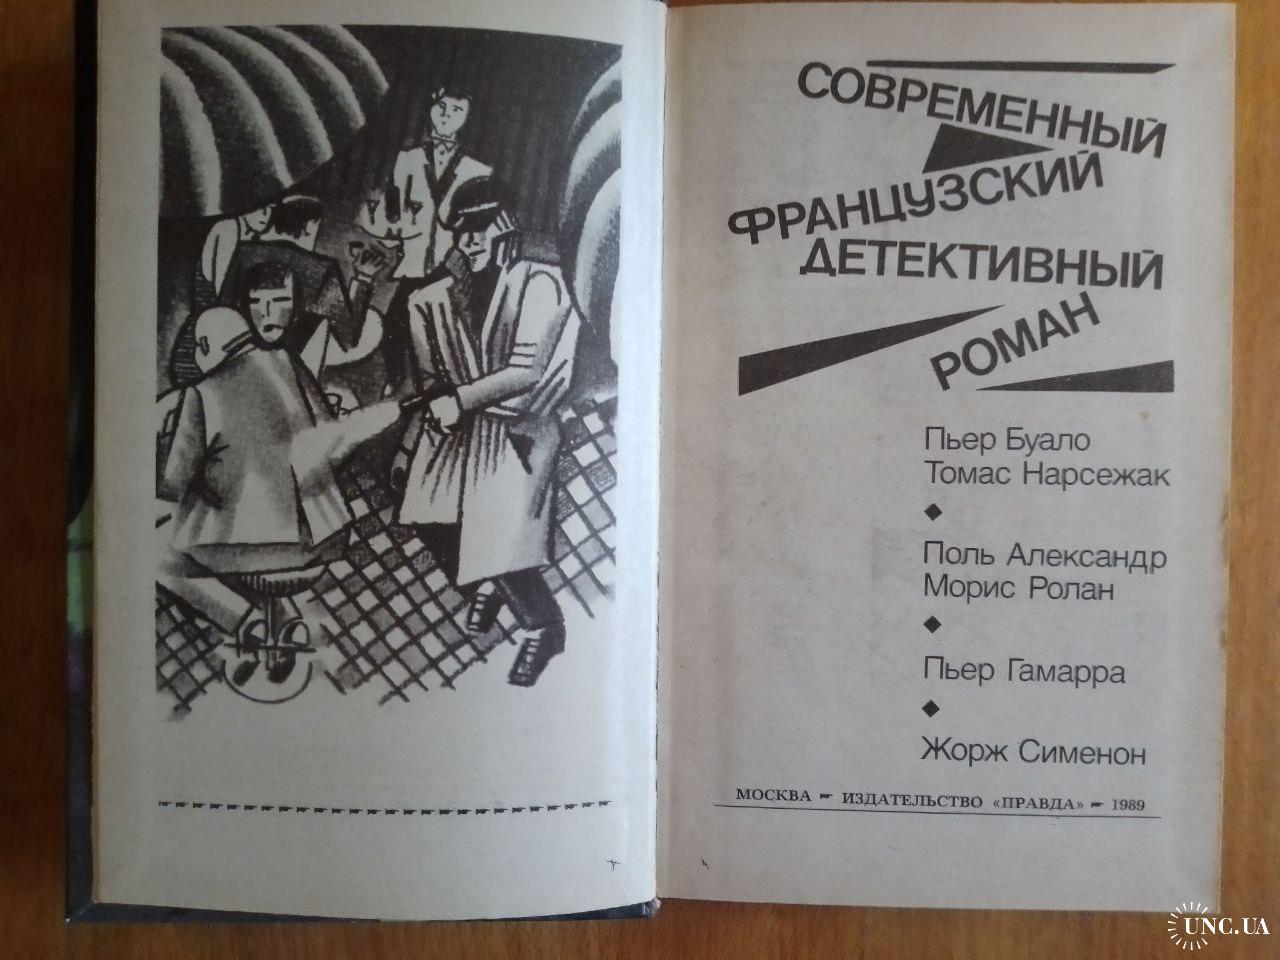 СОВРЕМЕННЫЙ
ФРАНЦУЗСКИЙ
ДЕТЕКТИВНЫЙ
РОМАН
Пьер Буало
Томас Нарсежак
Поль Александр
Морис Ролан
Пьер Гамарра
Жорж Сименон
МОСКВА ИЗДАТЕЛЬСТВО «ПРАВДА» 1989
UNC.UA